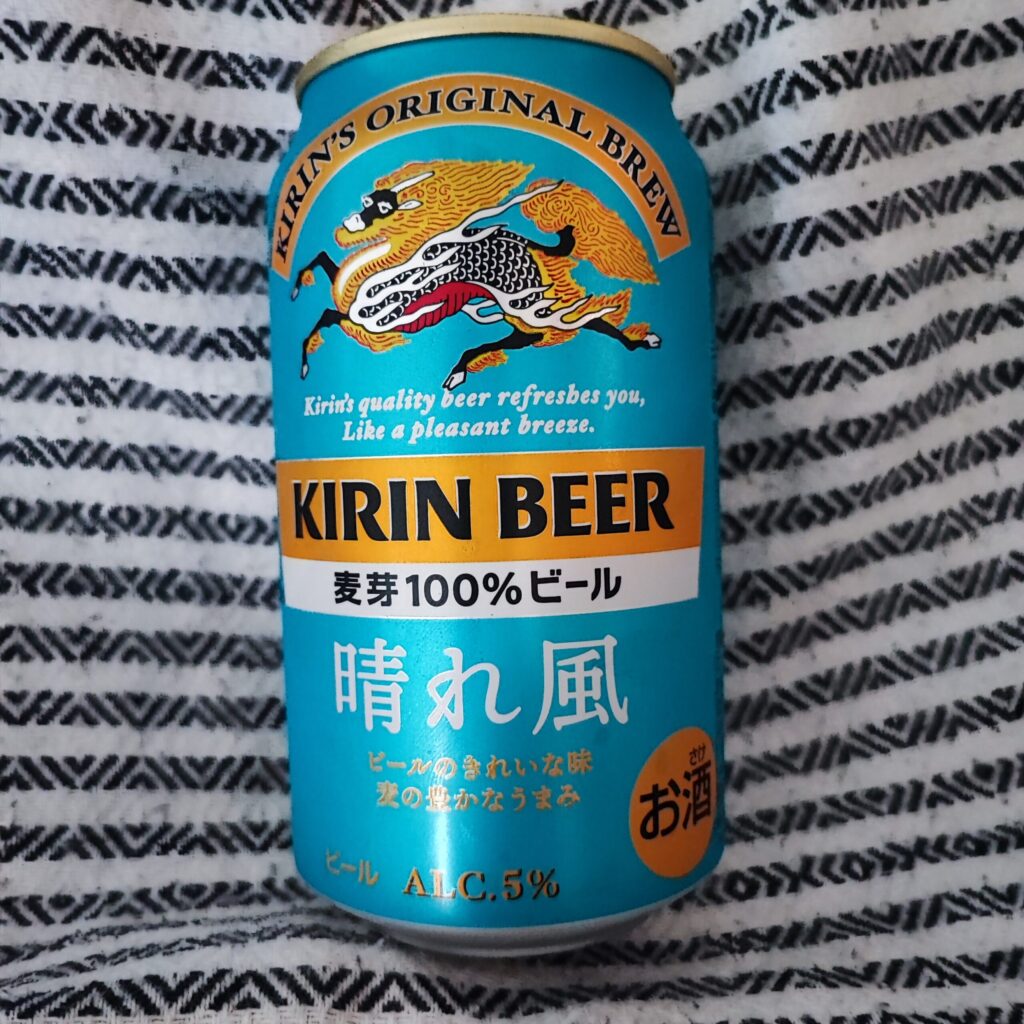 KIRIN'S ORIGINAL BREW
Kirin's quality beer refreshes you,
Like a pleasant breeze.
KIRIN BEER
麦芽100%ビール
晴れ風
ビールのきれいな味
麦の豊かなうまみ
さけ
お酒
ビール ALC.5%